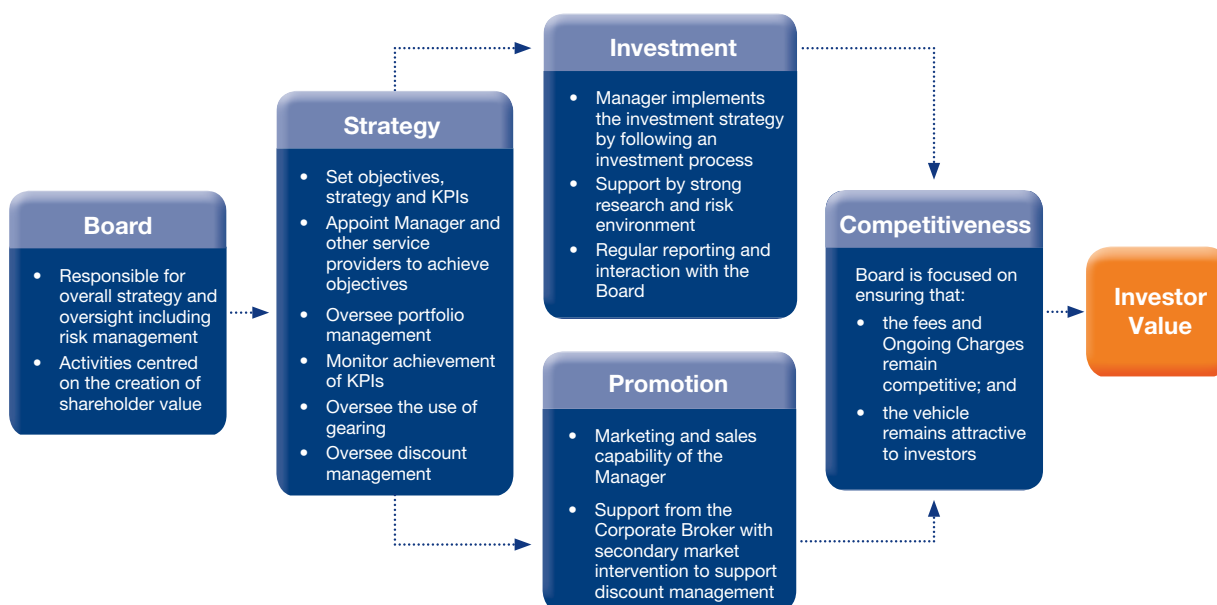 Board
• Responsible for
overall strategy and
oversight including
risk management
• Activities centred
on the creation of
shareholder value
Strategy
• Set objectives,
strategy and KPIs
• Appoint Manager and
other service
providers to achieve
objectives
• Oversee portfolio
management
• Monitor achievement
of KPIs
• Oversee the use of
gearing
• Oversee discount
management
Investment
• Manager implements
the investment strategy
by following an
investment process
• Support by strong
research and risk
environment
• Regular reporting and
interaction with the
Board
Promotion
• Marketing and sales
capability of the
Manager
• Support from the
Corporate Broker with
secondary market
intervention to support
discount management
Competitiveness
Board is focused on
ensuring that:
• the fees and
Ongoing Charges
remain
competitive; and
• the vehicle
remains attractive
to investors
Investor
Value